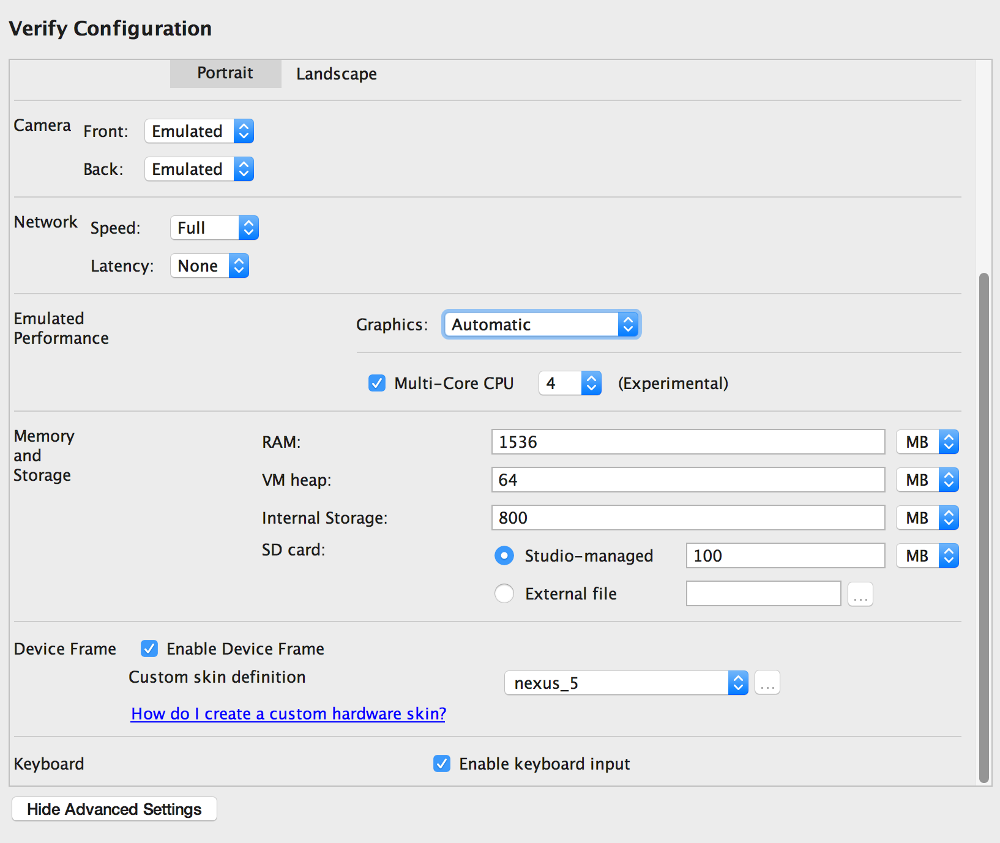 Verify Configuration
Portrait Landscape
Camera Front: Emulated
Back: Emulated
Network Speed: Full
Latency: None
Emulated
Performance
Graphics: Automatic
Multi-Core CPU 4 (Experimental)
Memory
and
Storage
RAM: 1536 MB
VM heap: 64 MB
Internal Storage: 800 MB
SD card:
Studio-managed 100 MB
External file ...
Device Frame Enable Device Frame
Custom skin definition nexus_5 ...
How do I create a custom hardware skin?
Keyboard Enable keyboard input
Hide Advanced Settings